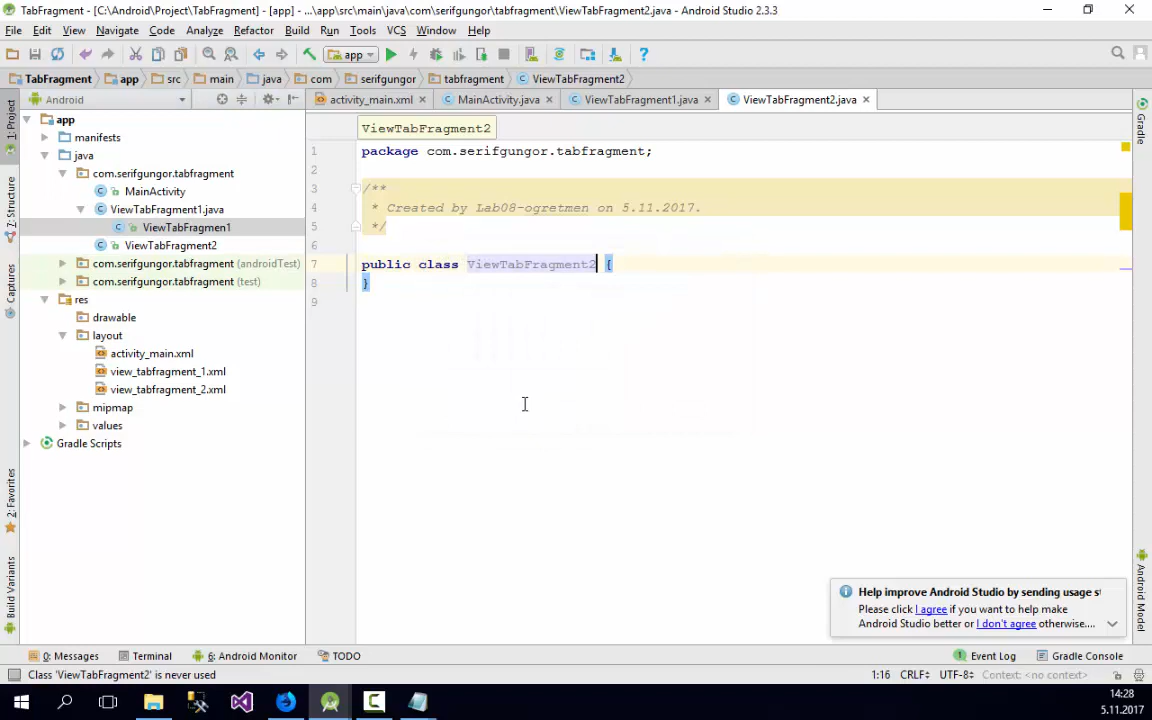 TabFragment - [C:\Android\Project\TabFragment] - [app] - ...\app\src\main\java\com\serifgungor\tabfragment\ViewTabFragment2.java - Android Studio 2.3.3
File Edit View Navigate Code Analyze Refactor Build Run Tools VCS Window Help
app
TabFragment app src main java com serifgungor tabfragment ViewTabFragment2
Android
activity_main.xml MainActivity.java ViewTabFragment1.java ViewTabFragment2.java
1: Project
Z: Structure
Captures
2: Favorites
Build Variants
app
manifests
java
com.serifgungor.tabfragment
MainActivity
ViewTabFragment1.java
ViewTabFragmen1
ViewTabFragment2
com.serifgungor.tabfragment (androidTest)
com.serifgungor.tabfragment (test)
res
drawable
layout
activity_main.xml
view_tabfragment_1.xml
view_tabfragment_2.xml
mipmap
values
Gradle Scripts
ViewTabFragment2
1 package com.serifgungor.tabfragment;
2
3 /**
4 * Created by Lab08-ogretmen on 5.11.2017.
5 */
6
7 public class ViewTabFragment2 {
8 }
9
Gradle
Android Model
Help improve Android Studio by sending usage s
Please click I agree if you want to help make
Android Studio better or I don't agree otherwise....
0: Messages Terminal 6: Android Monitor TODO 1 Event Log Gradle Console
Class 'ViewTabFragment2' is never used 1:16 CRLF UTF-8 Context: <no context>
14:28
5.11.2017